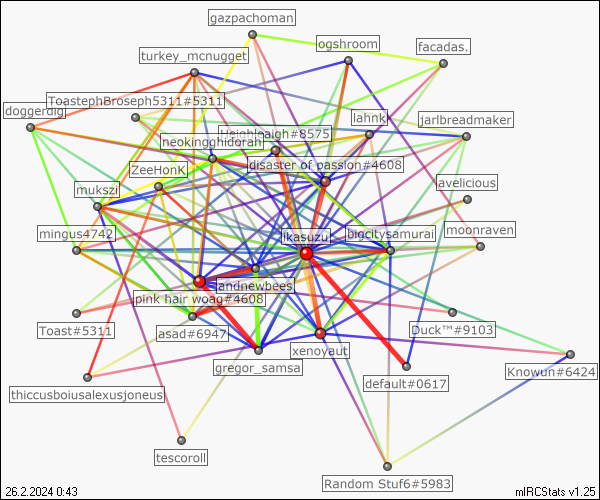 gazpachoman
ogshroom
facadas.
turkey_mcnugget
ToastephBroseph5311#5311
doggerdig
lahnk
jarlbreadmaker
Heighleigh#8575
neokingghidorah
disaster of passion#4608
ZeeHonK
mukszi
lavelicious
mingus4742
ikasuzu
bigcitysamurai
moonraven
andnewbees
pink hair woag#4608
Toast#5311
asad#6947
Duck™#9103
xenoyaut
gregor_samsa
default#0617
Knowun#6424
thiccusboiusalexusjoneus
tescoroll
Random Stuf6#5983
26.2.2024 0:43
mIRCStats v1.25